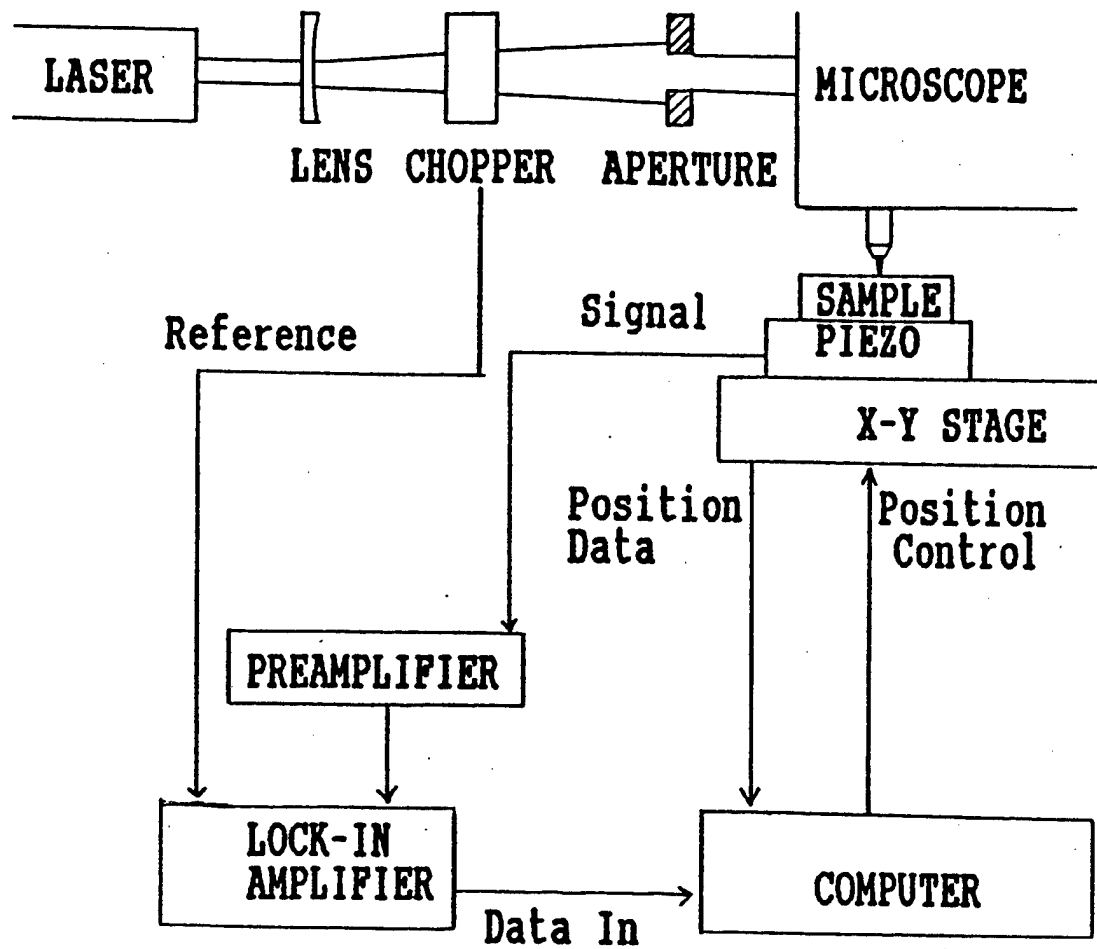 LASER
MICROSCOPE
LENS
CHOPPER
APERTURE
SAMPLE
PIEZO
Signal
Reference
X-Y STAGE
Position
Data
Position
Control
PREAMPLIFIER
LOCK-IN
AMPLIFIER
COMPUTER
Data In